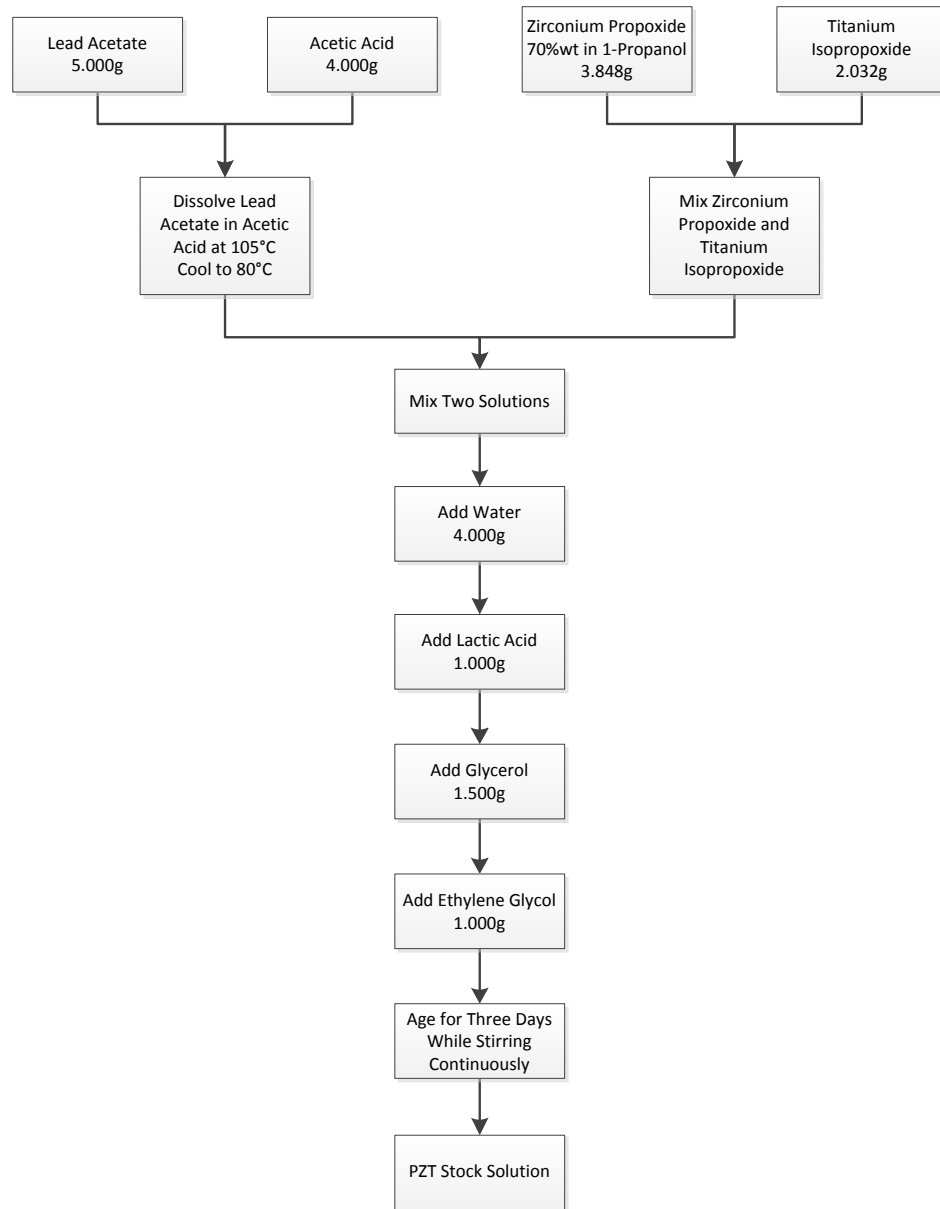 Lead Acetate
5.000g
Acetic Acid
4.000g
Zirconium Propoxide
70%wt in 1-Propanol
3.848g
Titanium
Isopropoxide
2.032g
Dissolve Lead
Acetate in Acetic
Acid at 105°C
Cool to 80°C
Mix Zirconium
Propoxide and
Titanium
Isopropoxide
Mix Two Solutions
Add Water
4.000g
Add Lactic Acid
1.000g
Add Glycerol
1.500g
Add Ethylene Glycol
1.000g
Age for Three Days
While Stirring
Continuously
PZT Stock Solution